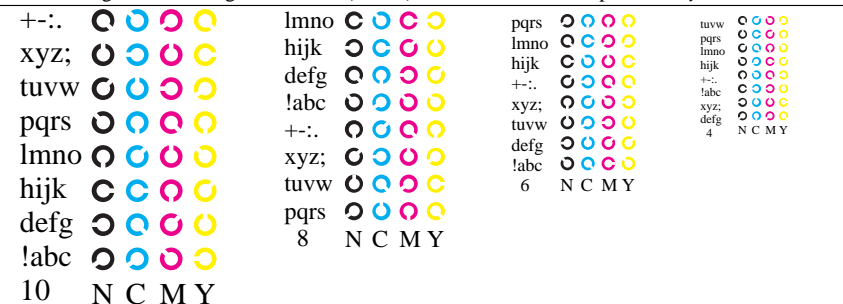 +-:.
xyz;
tuvw
pqrs
lmno
hijk
defg
!abc
10 N C M Y
lmno
hijk
defg
!abc
+-:.
xyz;
tuvw
pqrs
8 N C M Y
pqrs
lmno
hijk
+-:.
xyz;
tuvw
defg
!abc
6 N C M Y
tuvw
pqrs
lmno
hijk
+-:.
!abc
xyz;
defg
4 N C M Y